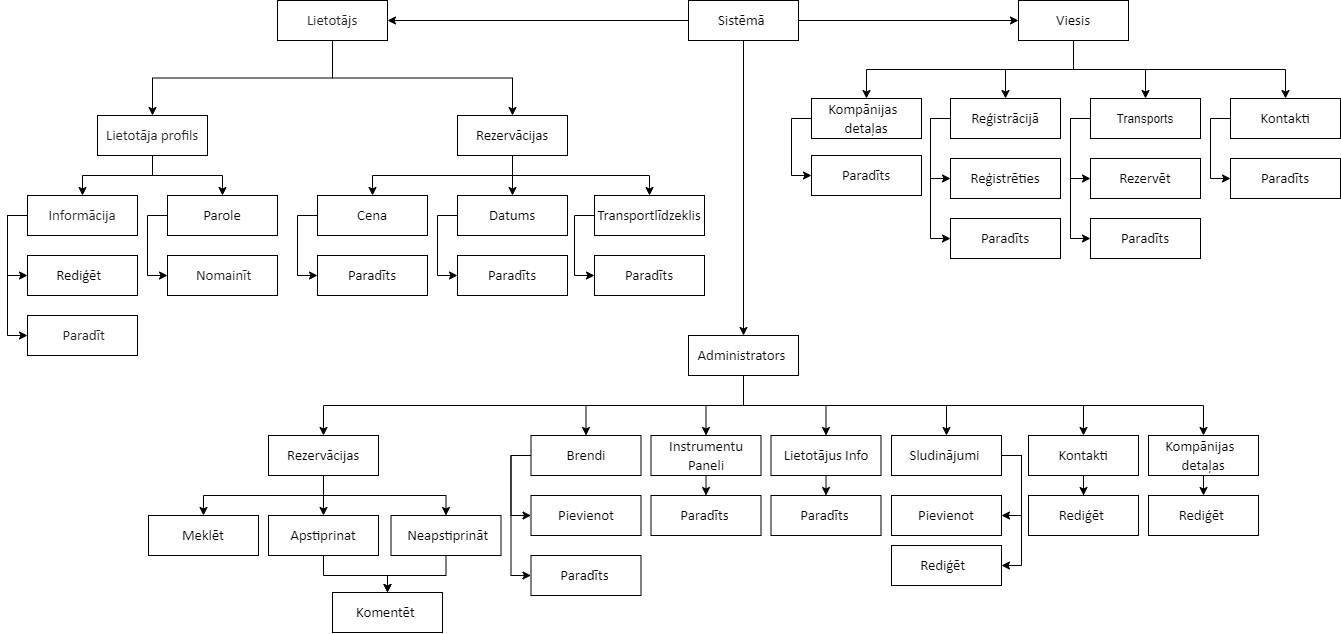 Lietotājs
Sistēmā
Viesis
Kompānijas
detaļas
Reģistrācijā
Transports
Kontakti
Lietotāja profils
Rezervācijas
Paradīts
Reģistrēties
Rezervēt
Paradīts
Informācija
Parole
Cena
Datums
Transportlīdzeklis
Paradīts
Paradīts
Rediģēt
Nomainīt
Paradīts
Paradīts
Paradīts
Paradīt
Administrators
Rezervācijas
Brendi
Instrumentu
Paneli
Lietotājus Info
Sludinājumi
Kontakti
Kompānijas
detaļas
Meklēt
Apstiprinat
Neapstiprināt
Pievienot
Paradīts
Paradīts
Pievienot
Rediģēt
Rediģēt
Paradīts
Rediģēt
Komentēt